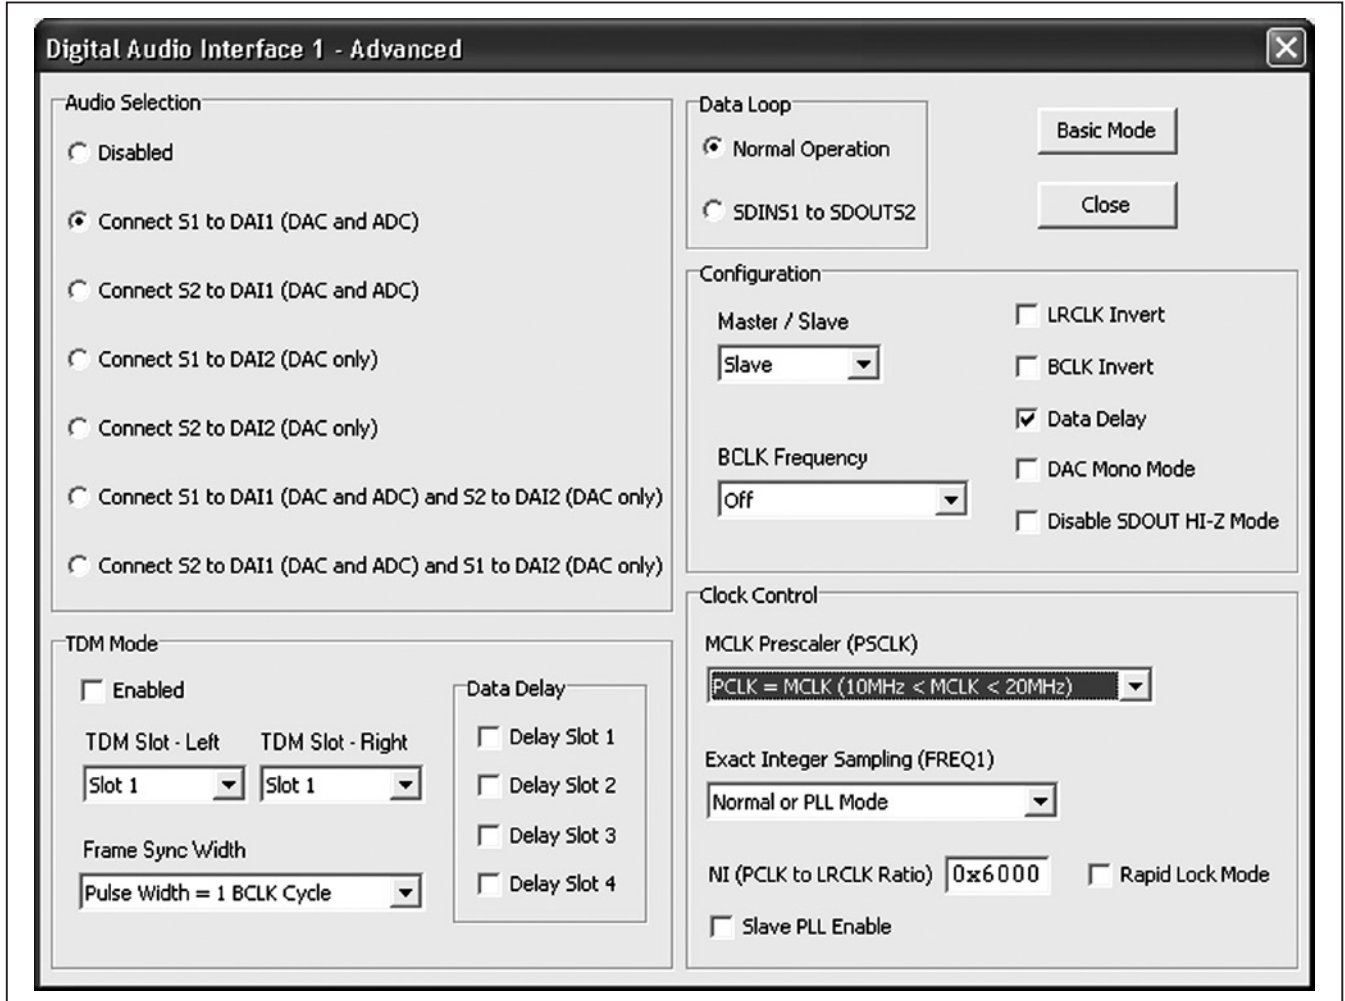 Digital Audio Interface 1 - Advanced
Audio Selection
Disabled
Connect S1 to DAI1 (DAC and ADC)
Connect S2 to DAI1 (DAC and ADC)
Connect S1 to DAI2 (DAC only)
Connect S2 to DAI2 (DAC only)
Connect S1 to DAI1 (DAC and ADC) and S2 to DAI2 (DAC only)
Connect S2 to DAI1 (DAC and ADC) and S1 to DAI2 (DAC only)
Data Loop
Normal Operation
SDINS1 to SDOUTS2
Basic Mode
Close
Configuration
Master / Slave
Slave
BCLK Frequency
Off
LRCLK Invert
BCLK Invert
Data Delay
DAC Mono Mode
Disable SDOUT HI-Z Mode
TDM Mode
Enabled
TDM Slot - Left
TDM Slot - Right
Slot 1
Slot 1
Frame Sync Width
Pulse Width = 1 BCLK Cycle
Data Delay
Delay Slot 1
Delay Slot 2
Delay Slot 3
Delay Slot 4
Clock Control
MCLK Prescaler (PSCLK)
PCLK = MCLK (10MHz < MCLK < 20MHz)
Exact Integer Sampling (FREQ1)
Normal or PLL Mode
NI (PCLK to LRCLK Ratio) 0x6000
Rapid Lock Mode
Slave PLL Enable